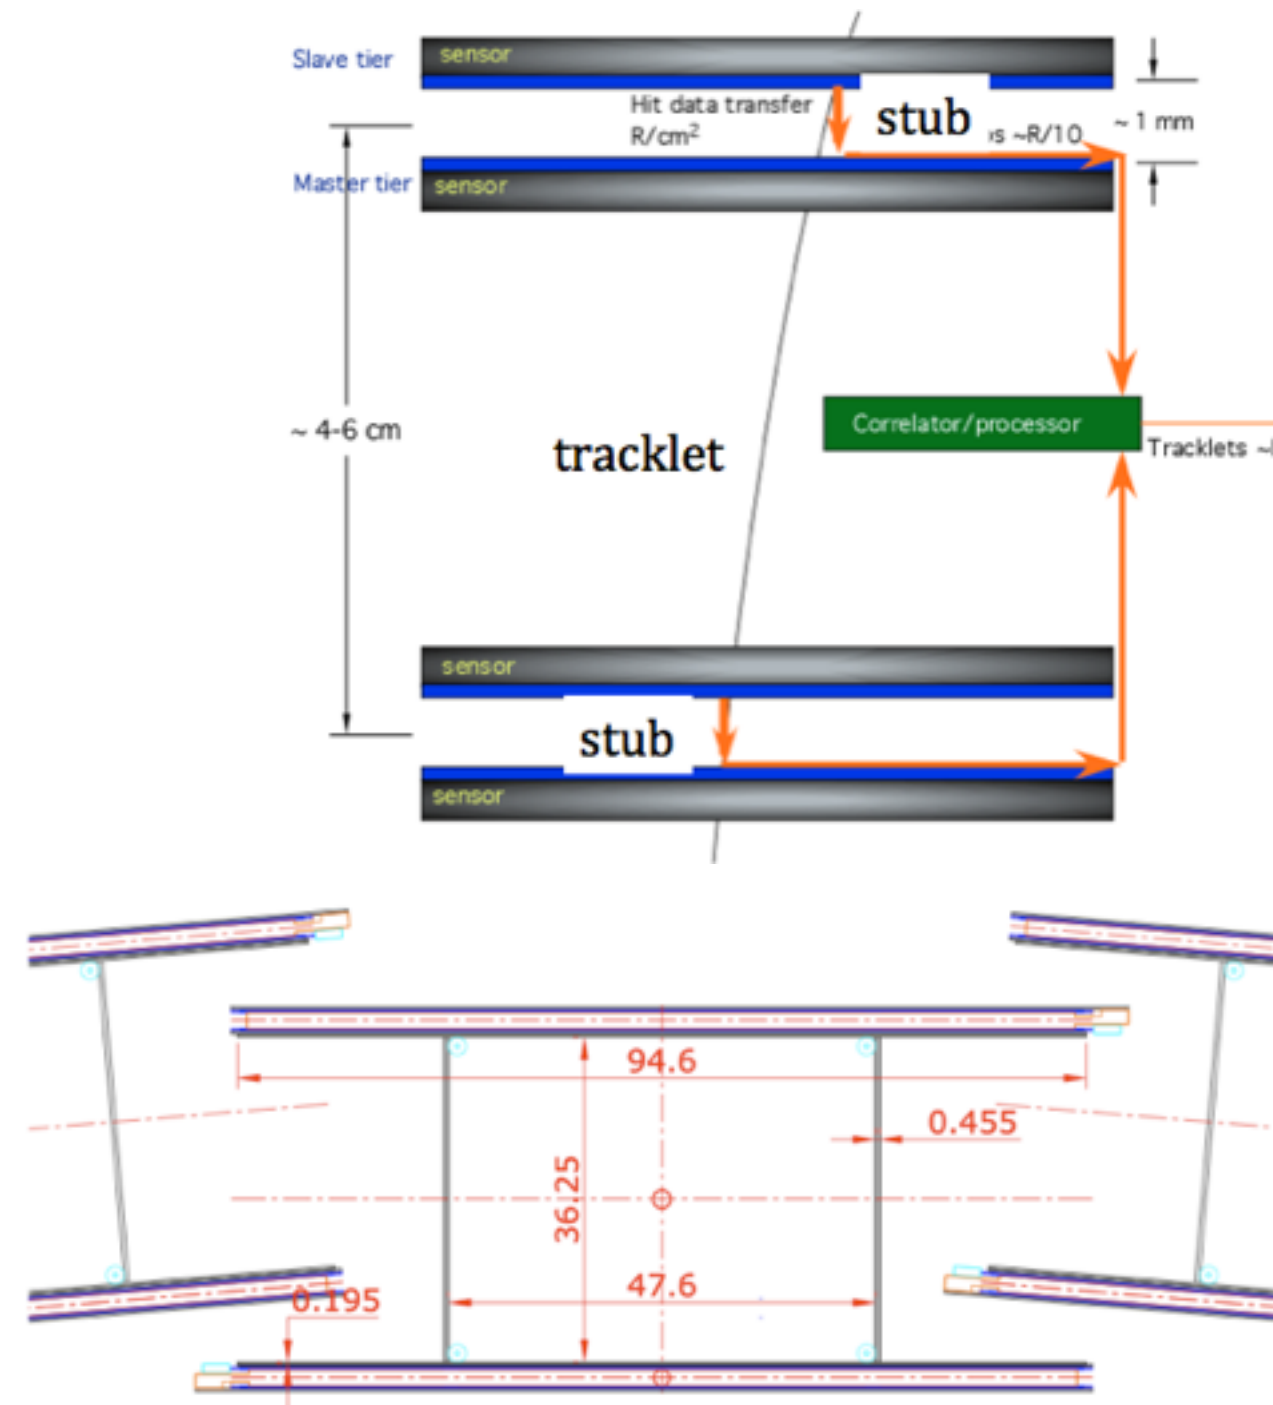 Slave tier
sensor
Hit data transfer
R/cm²
stub
~R/10
~ 1 mm
Master tier
sensor
~ 4-6 cm
tracklet
Correlator/processor
Tracklets
sensor
stub
sensor
94.6
0.455
36.25
47.6
0.195